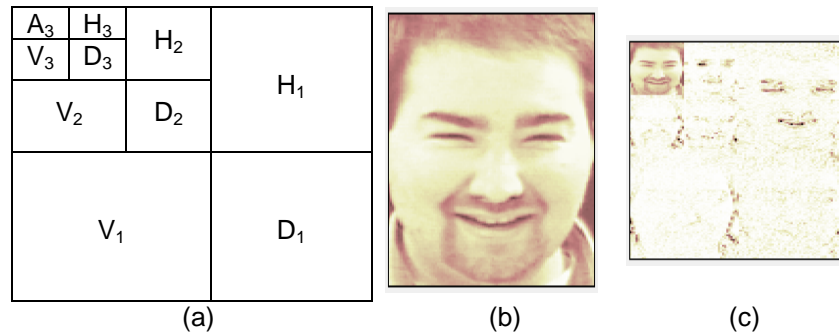 A₃ H₃
H₂
H₁
V₃ D₃
V₂ D₂
V₁ D₁
(a) (b) (c)